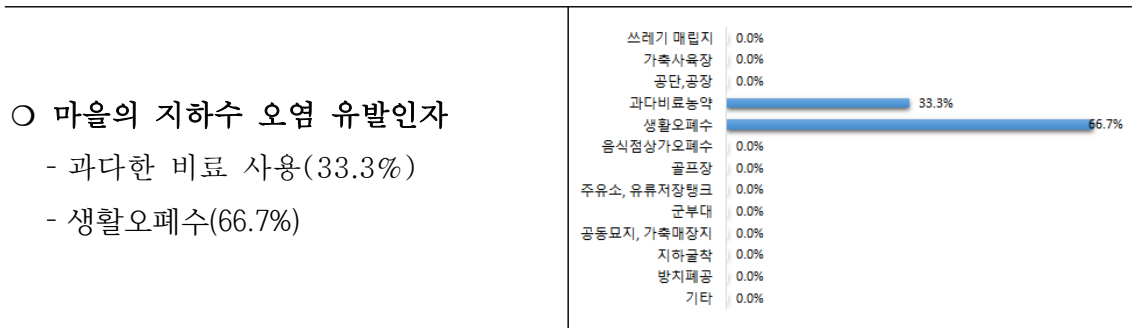 ❍ 마을의 지하수 오염 유발인자
- 과다한 비료 사용(33.3%)
- 생활오폐수(66.7%)
쓰레기 매립지 0.0%
가축사육장 0.0%
공단,공장 0.0%
과다비료농약 33.3%
생활오폐수 66.7%
음식점상가오폐수 0.0%
골프장 0.0%
주유소, 유류저장탱크 0.0%
군부대 0.0%
공동묘지, 가축매장지 0.0%
지하굴착 0.0%
방치폐공 0.0%
기타 0.0%